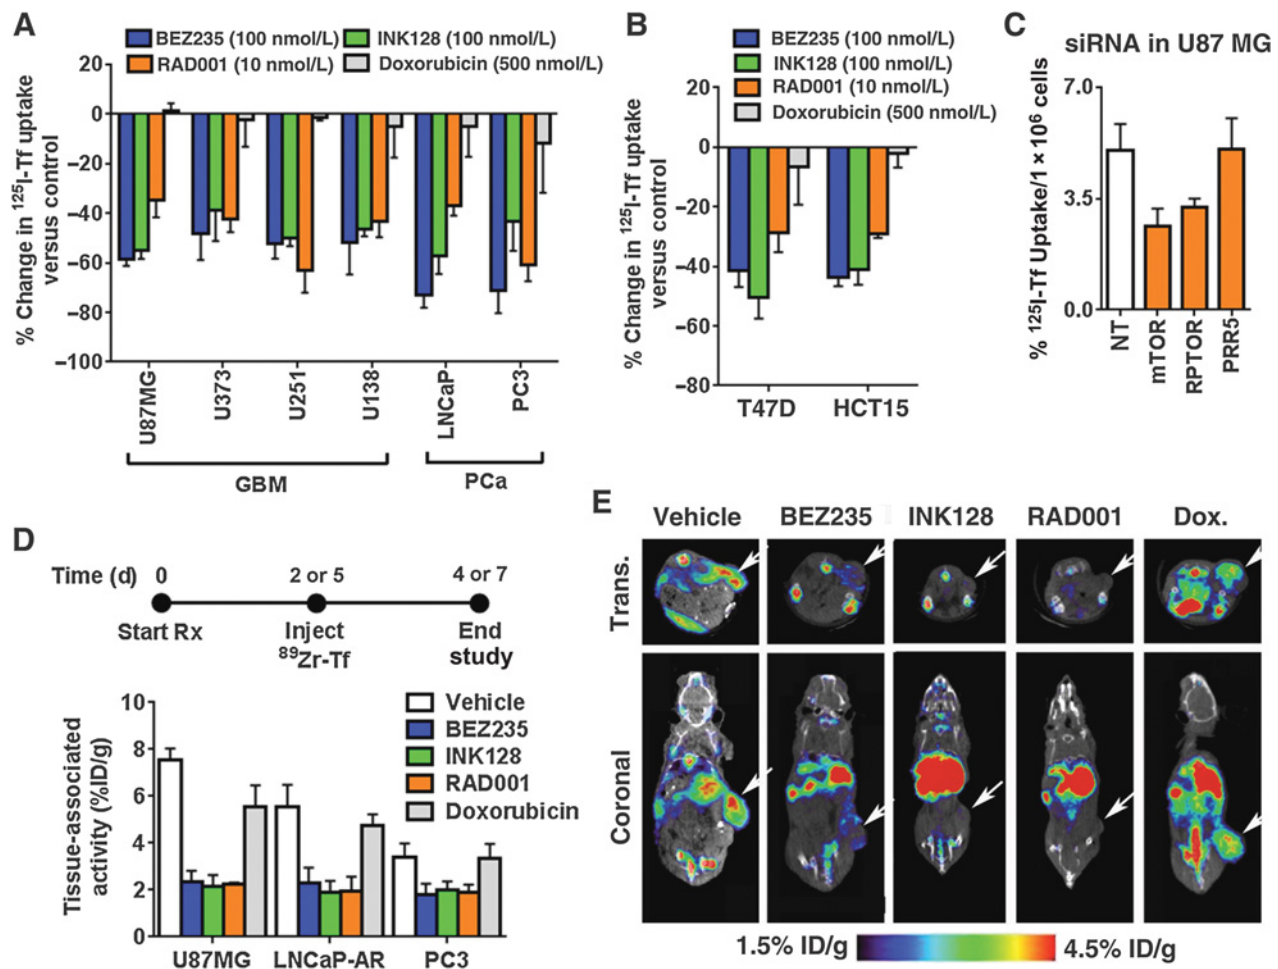 A
BEZ235 (100 nmol/L)
INK128 (100 nmol/L)
RAD001 (10 nmol/L)
Doxorubicin (500 nmol/L)
% Change in ¹²⁵I-Tf uptake
versus control
20
0
−20
−40
−60
−80
−100
U87MG
U373
U251
U138
LNCaP
PC3
GBM
PCa
B
BEZ235 (100 nmol/L)
INK128 (100 nmol/L)
RAD001 (10 nmol/L)
Doxorubicin (500 nmol/L)
% Change in ¹²⁵I-Tf uptake
versus control
20
0
−20
−40
−60
−80
T47D
HCT15
C
siRNA in U87 MG
% ¹²⁵I-Tf Uptake/1 × 10⁶ cells
7.0
3.5
0.0
NT
mTOR
RPTOR
PRR5
D
Time (d) 0 2 or 5 4 or 7
Start Rx
Inject
⁸⁹Zr-Tf
End
study
Tissue-associated
activity (%ID/g)
10
8
6
4
2
0
Vehicle
BEZ235
INK128
RAD001
Doxorubicin
U87MG
LNCaP-AR
PC3
E
Vehicle
BEZ235
INK128
RAD001
Dox.
Trans.
Coronal
1.5% ID/g
4.5% ID/g